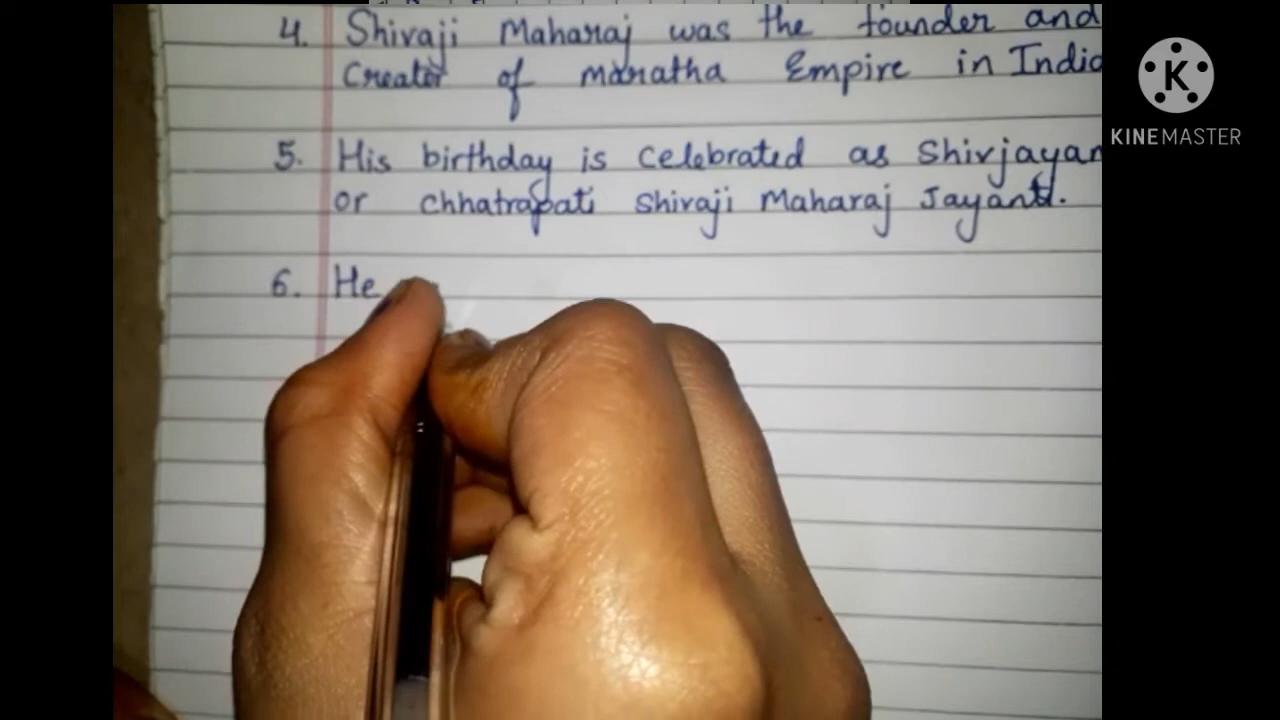 4. Shivaji Maharaj was the founder and
Creator of maratha Empire in India
5. His birthday is celebrated as Shivjayan
or Chhatrapati Shivaji Maharaj Jayanti.
6. He
K
KINEMASTER